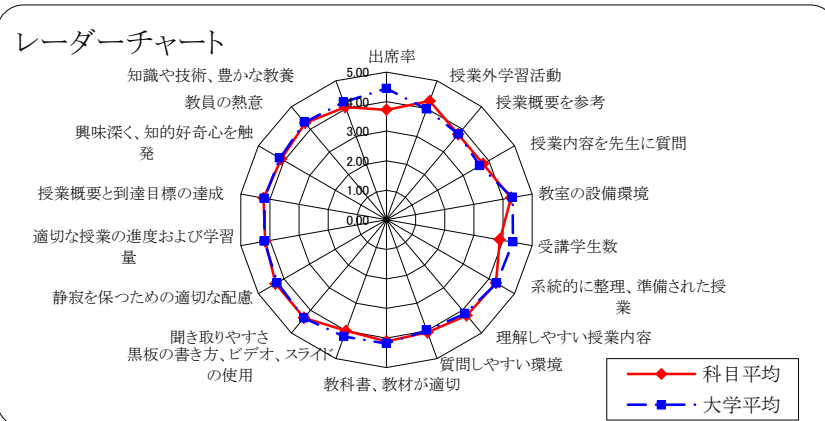 レーダーチャート
出席率
授業外学習活動
授業概要を参考
授業内容を先生に質問
教室の設備環境
受講学生数
系統的に整理、準備された授
業
理解しやすい授業内容
質問しやすい環境
教科書、教材が適切
黒板の書き方、ビデオ、スライド
の使用
聞き取りやすさ
静寂を保つための適切な配慮
適切な授業の進度および学習
量
授業概要と到達目標の達成
興味深く、知的好奇心を触
発
教員の熱意
知識や技術、豊かな教養
5.00
4.00
3.00
2.00
1.00
0.00
科目平均
大学平均